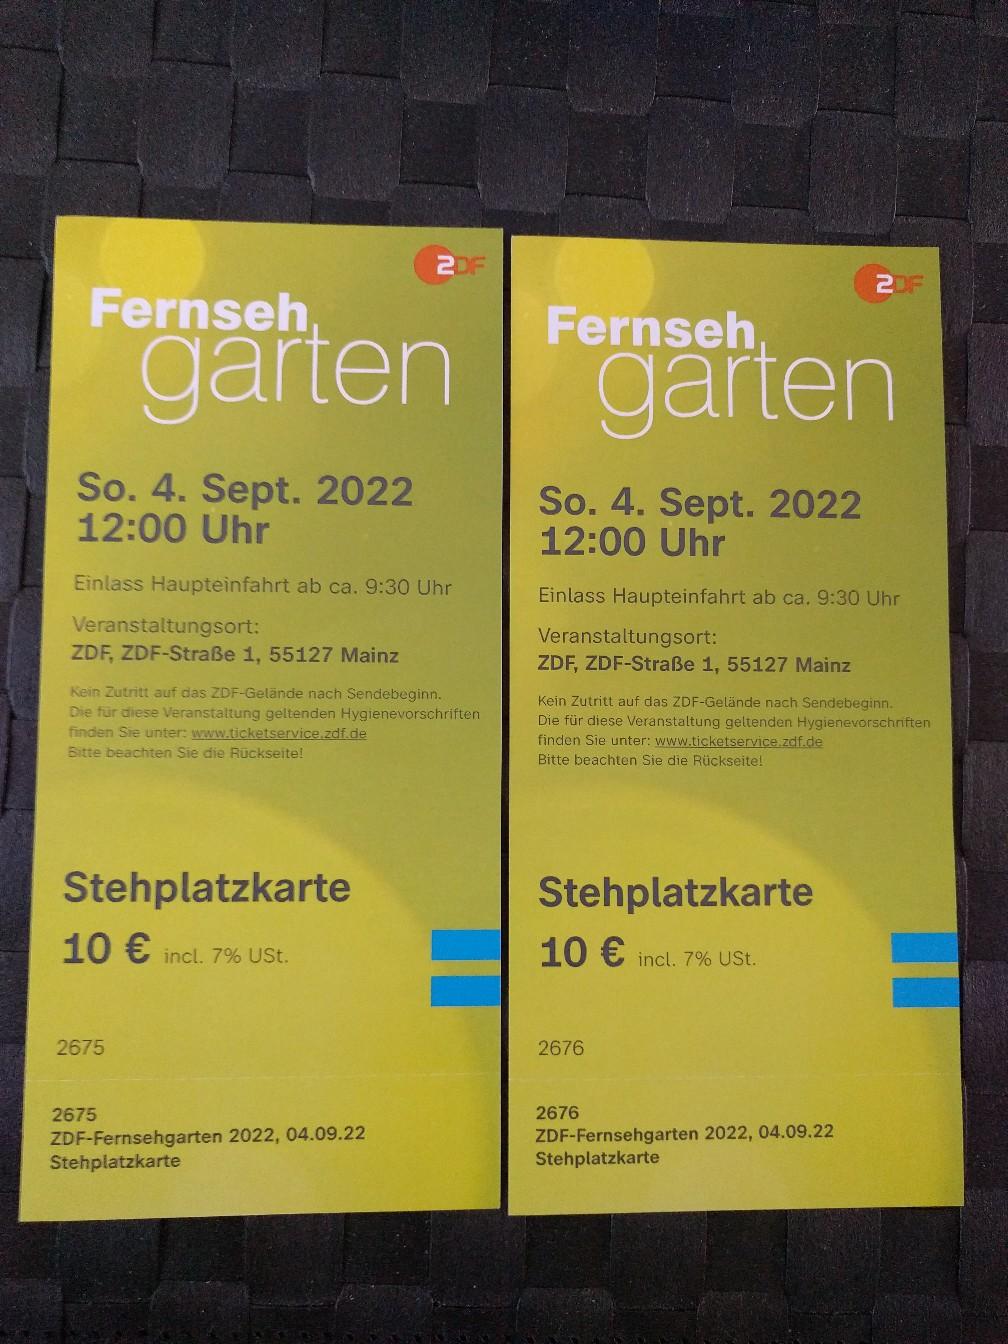 ZDF
Fernseh
garten
So. 4. Sept. 2022
12:00 Uhr
Einlass Haupteinfahrt ab ca. 9:30 Uhr
Veranstaltungsort:
ZDF, ZDF-Straße 1, 55127 Mainz
Kein Zutritt auf das ZDF-Gelände nach Sendebeginn.
Die für diese Veranstaltung geltenden Hygienevorschriften
finden Sie unter: www.ticketservice.zdf.de
Bitte beachten Sie die Rückseite!
Stehplatzkarte
10 € incl. 7% USt.
2675
2675
ZDF-Fernsehgarten 2022, 04.09.22
Stehplatzkarte
ZDF
Fernseh
garten
So. 4. Sept. 2022
12:00 Uhr
Einlass Haupteinfahrt ab ca. 9:30 Uhr
Veranstaltungsort:
ZDF, ZDF-Straße 1, 55127 Mainz
Kein Zutritt auf das ZDF-Gelände nach Sendebeginn.
Die für diese Veranstaltung geltenden Hygienevorschriften
finden Sie unter: www.ticketservice.zdf.de
Bitte beachten Sie die Rückseite!
Stehplatzkarte
10 € incl. 7% USt.
2676
2676
ZDF-Fernsehgarten 2022, 04.09.22
Stehplatzkarte